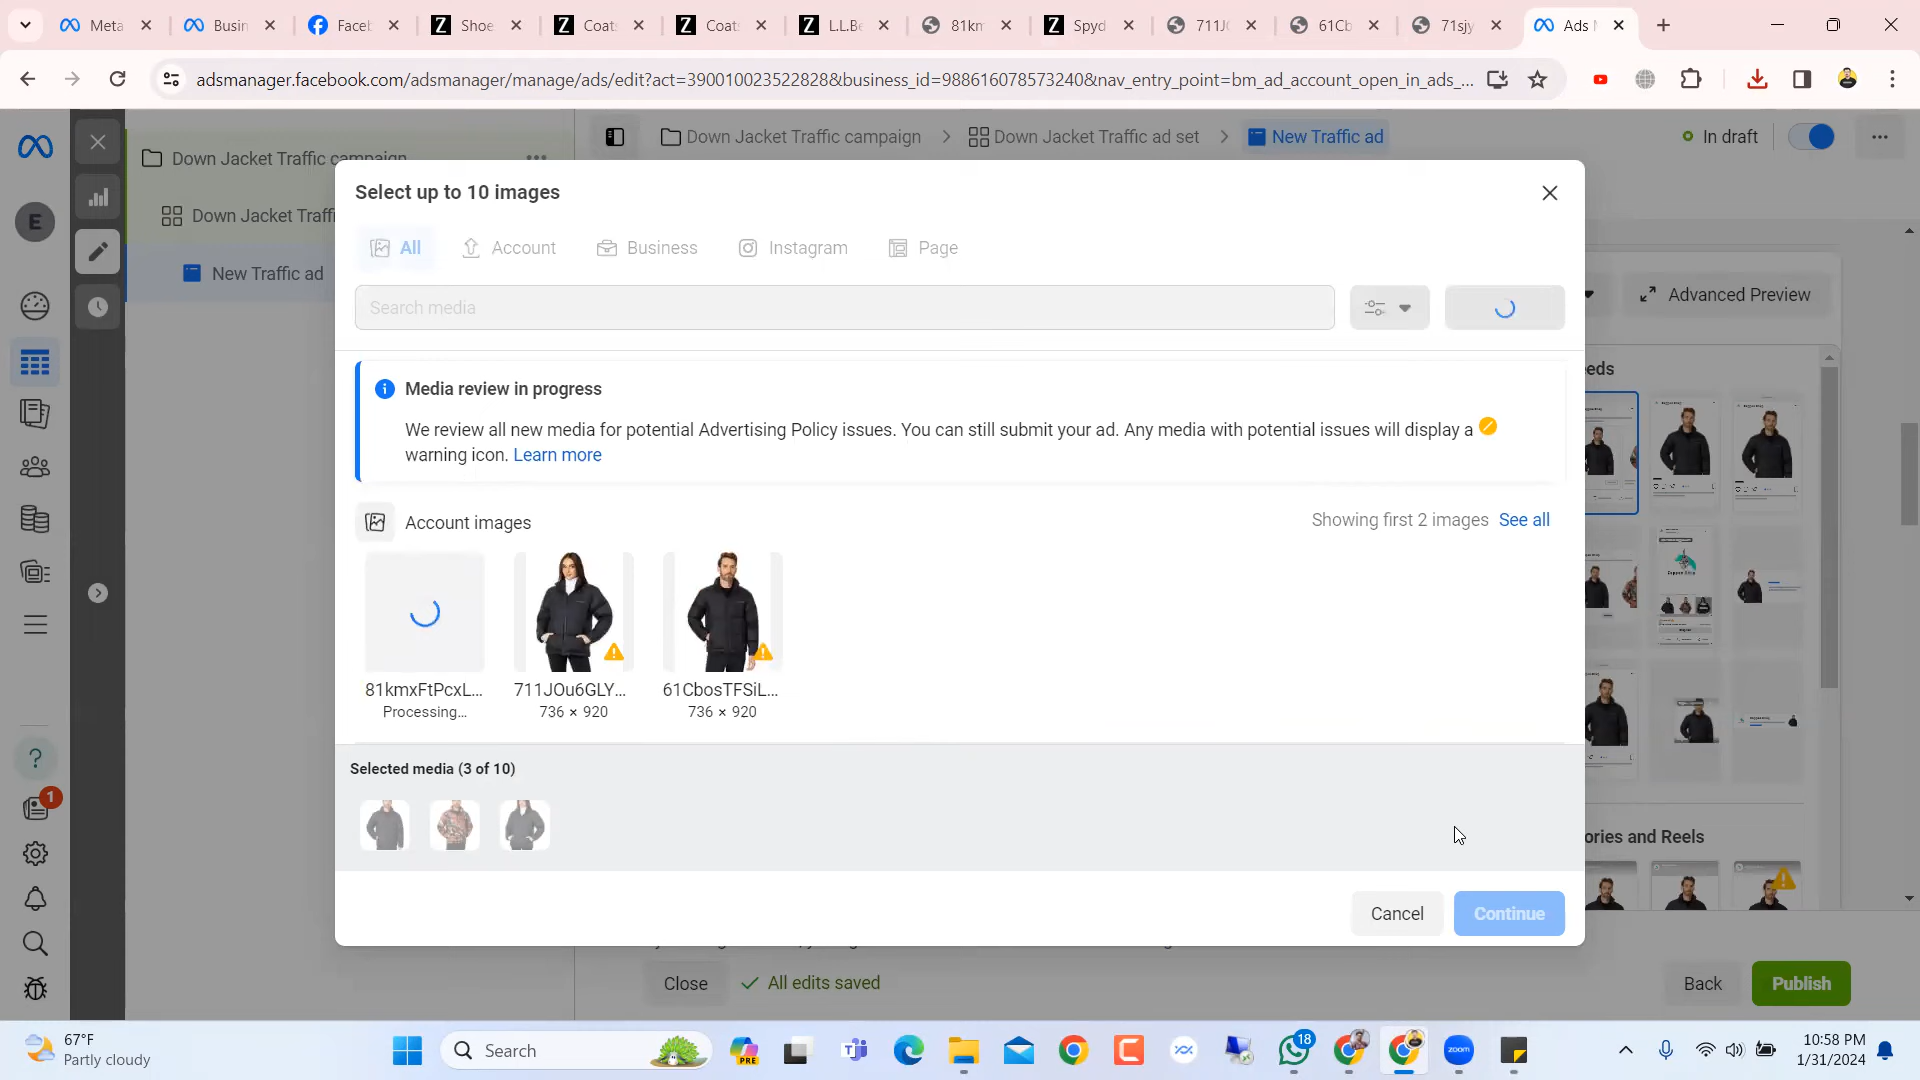 Meta
Busin
Faceb
Shoe
Coats
Coats
L.L.Be
81km
Spyd
711J
61Cb
71sjy
Ads
adsmanager.facebook.com/adsmanager/manage/ads/edit?act=390010023522828&business_id=988616078573240&nav_entry_point=bm_ad_account_open_in_ads_...
Down Jacket Traffic campaign
Down Jacket Traffi
New Traffic ad
Down Jacket Traffic campaign
Down Jacket Traffic ad set
New Traffic ad
In draft
E
Select up to 10 images
All
Account
Business
Instagram
Page
Search media
Advanced Preview
eeds
Media review in progress
We review all new media for potential Advertising Policy issues. You can still submit your ad. Any media with potential issues will display a
warning icon. Learn more
Account images
Showing first 2 images See all
81kmxFtPcxL...
711JOu6GLY...
61CbosTFSiL...
Processing...
736 × 920
736 × 920
Selected media (3 of 10)
ories and Reels
1
Cancel
Continue
Close
All edits saved
Back
Publish
67°F
Partly cloudy
Search
PRE
18
zoom
10:58 PM
1/31/2024